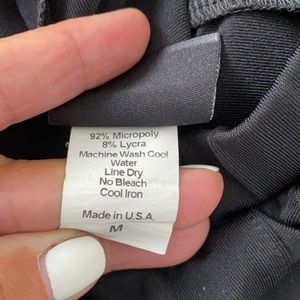 92% Micropoly
8% Lycra
Machine Wash Cool
Water
Line Dry
No Bleach
Cool Iron
Made in U.S.A.
M